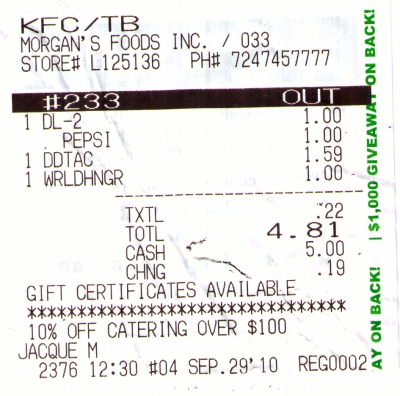 KFC/TB
MORGAN'S FOODS INC. / 033
STORE# L125136 PH# 7247457777
#233 OUT
1 DL-2 1.00
PEPSI 1.00
1 DDTAC 1.59
1 WRLDHNGR 1.00
TXTL .22
TOTL 4.81
CASH 5.00
CHNG .19
GIFT CERTIFICATES AVAILABLE
*********************************
10% OFF CATERING OVER $100
JACQUE M
2376 12:30 #04 SEP.29'10 REG0002
AY ON BACK! | $1,000 GIVEAWAY ON BACK!